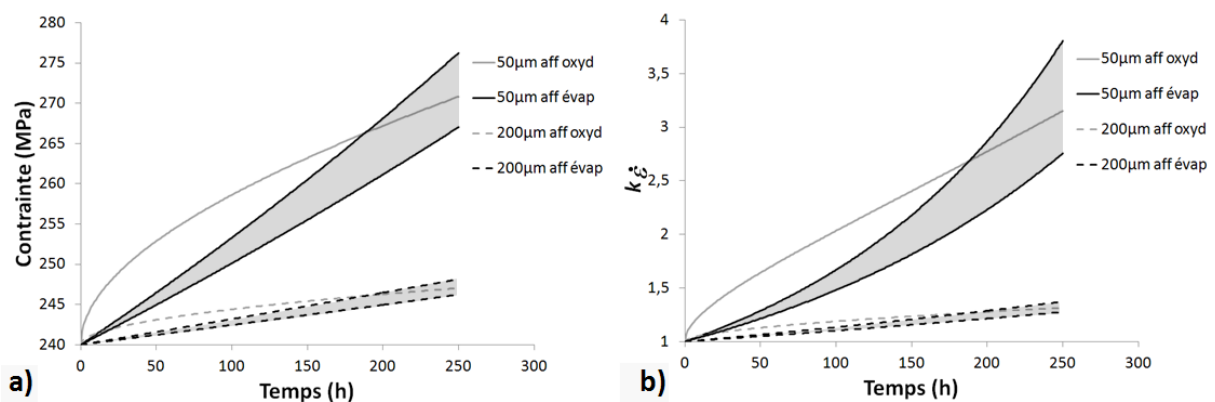 280
275
270
265
260
255
250
245
240
Contrainte (MPa)
0
50
100
150
200
250
300
Temps (h)
50µm aff oxyd
50µm aff évap
200µm aff oxyd
200µm aff évap
a)
4
3,5
3
2,5
2
1,5
1
k ε̇
0
50
100
150
200
250
300
Temps (h)
50µm aff oxyd
50µm aff évap
200µm aff oxyd
200µm aff évap
b)